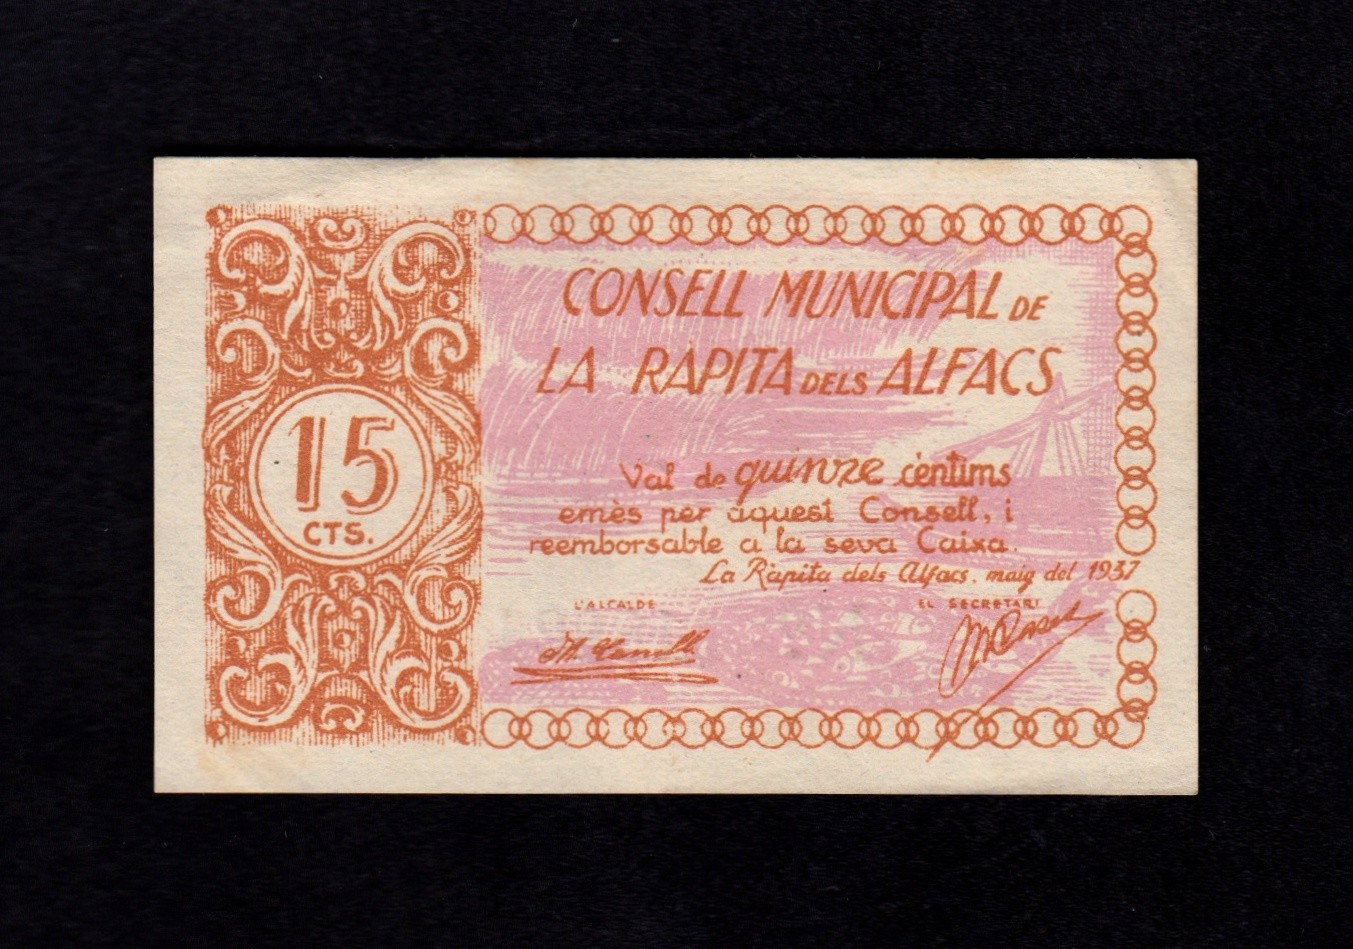 15
CTS.
CONSELL MUNICIPAL DE
LA RÀPITA DELS ALFACS
Val de quinze cèntims
emès per aquest Consell, i
reemborsable a la seva Caixa.
La Ràpita dels Alfacs, maig del 1937
L'ALCALDE EL SECRETARI